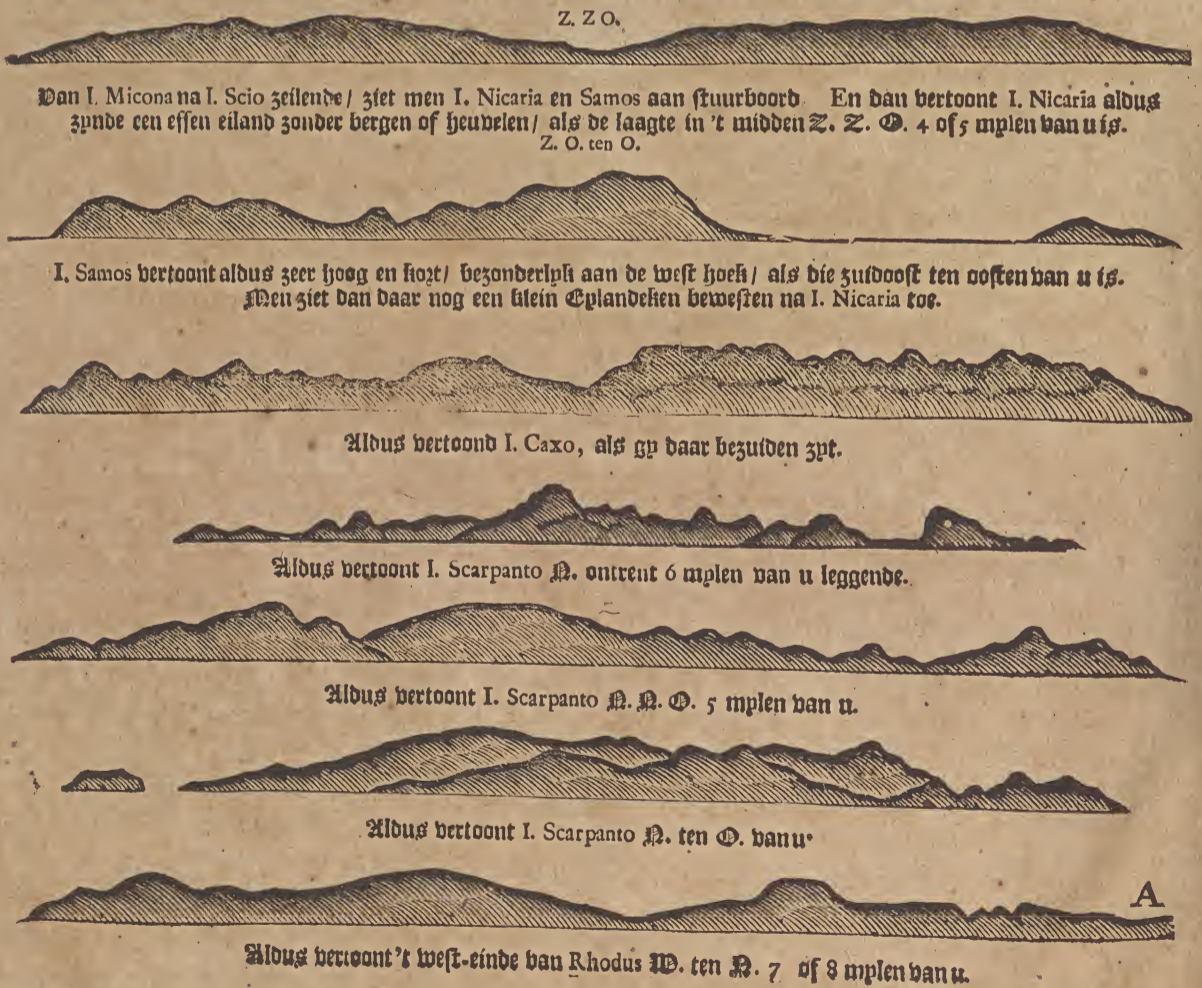 Z. Z O.
Van I. Micona na I. Scio zeilende / ziet men I. Nicaria en Samos aan stuurboord. En dan vertoont I. Nicaria aldus
zynde een effen eiland zonder bergen of heuvelen / als de laagte in 't midden Z. Z. O. 4 of 5 mylen van u is.
Z. O. ten O.
I. Samos vertoont aldus zeer hoog en kort / bezonderlyk aan de west hoek / als die zuidoost ten oosten van u is.
Men ziet dan daar nog een klein Eylandeken bewesten na I. Nicaria toe.
Aldus vertoond I. Caxo, als gy daar bezuiden zyt.
Aldus vertoont I. Scarpanto N. ontrent 6 mylen van u leggende.
Aldus vertoont I. Scarpanto N. N. O. 5 mylen van u.
Aldus vertoont I. Scarpanto N. ten O. van u.
A
Aldus vertoont 't west-einde van Rhodus W. ten N. 7 of 8 mylen van u.